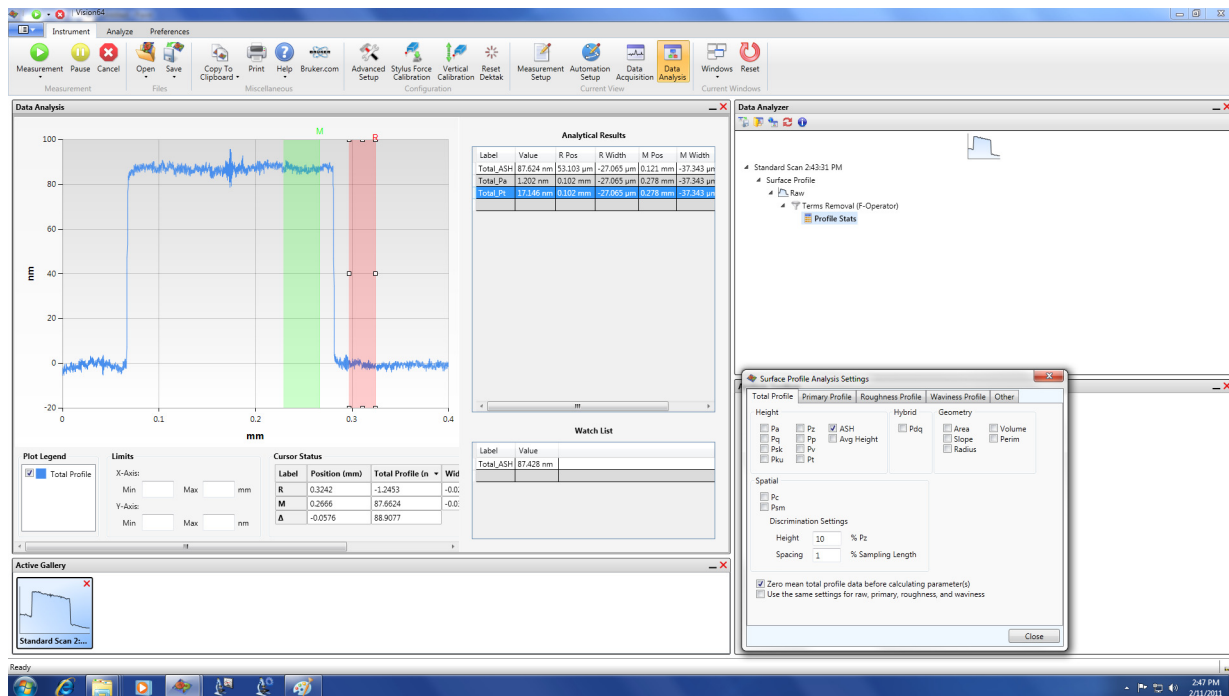 Vision64
Instrument Analyze Preferences
Measurement Pause Cancel Open Save Copy To Clipboard Print Help Bruker.com Advanced Setup Stylus Force Calibration Vertical Calibration Reset Dektak Measurement Setup Automation Setup Data Acquisition Data Analysis Windows Reset
Measurement Files Miscellaneous Configuration Current View Current Windows
Data Analysis
M
R
100
80
60
40
20
0
-20
nm
0 0.1 0.2 0.3 0.4
mm
Analytical Results
Label Value R Pos R Width M Pos M Width
Total_ASH 87.624 nm 53.103 µm -27.065 µm 0.121 mm -37.343 µm
Total_Pa 1.202 nm 0.102 mm -27.065 µm 0.278 mm -37.343 µm
Total_Pt 17.146 nm 0.102 mm -27.065 µm 0.278 mm -37.343 µm
Watch List
Label Value
Total_ASH 87.428 nm
Plot Legend
Total Profile
Limits
X-Axis:
Min Max mm
Y-Axis:
Min Max nm
Cursor Status
Label Position (mm) Total Profile (n Wid
R 0.3242 -1.2453 -0.02
M 0.2666 87.6624 -0.0
Δ -0.0576 88.9077
Active Gallery
Standard Scan 2:...
Data Analyzer
Standard Scan 2:43:31 PM
Surface Profile
Raw
Terms Removal (F-Operator)
Profile Stats
Surface Profile Analysis Settings
Total Profile Primary Profile Roughness Profile Waviness Profile Other
Height Hybrid Geometry
Pa Pz ASH Pdq Area Volume
Pq Pp Avg Height Slope Perim
Psk Pv Radius
Pku Pt
Spatial
Pc
Psm
Discrimination Settings
Height 10 % Pz
Spacing 1 % Sampling Length
Zero mean total profile data before calculating parameter(s)
Use the same settings for raw, primary, roughness, and waviness
Close
Ready
2:47 PM
2/11/2011